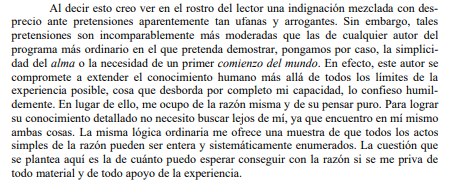 Al decir esto creo ver en el rostro del lector una indignación mezclada con des-
precio ante pretensiones aparentemente tan ufanas y arrogantes. Sin embargo, tales
pretensiones son incomparablemente más moderadas que las de cualquier autor del
programa más ordinario en el que pretenda demostrar, pongamos por caso, la simplici-
dad del alma o la necesidad de un primer comienzo del mundo. En efecto, este autor se
compromete a extender el conocimiento humano más allá de todos los límites de la
experiencia posible, cosa que desborda por completo mi capacidad, lo confieso humil-
demente. En lugar de ello, me ocupo de la razón misma y de su pensar puro. Para lograr
su conocimiento detallado no necesito buscar lejos de mí, ya que encuentro en mí mismo
ambas cosas. La misma lógica ordinaria me ofrece una muestra de que todos los actos
simples de la razón pueden ser entera y sistemáticamente enumerados. La cuestión que
se plantea aquí es la de cuánto puedo esperar conseguir con la razón si se me priva de
todo material y de todo apoyo de la experiencia.